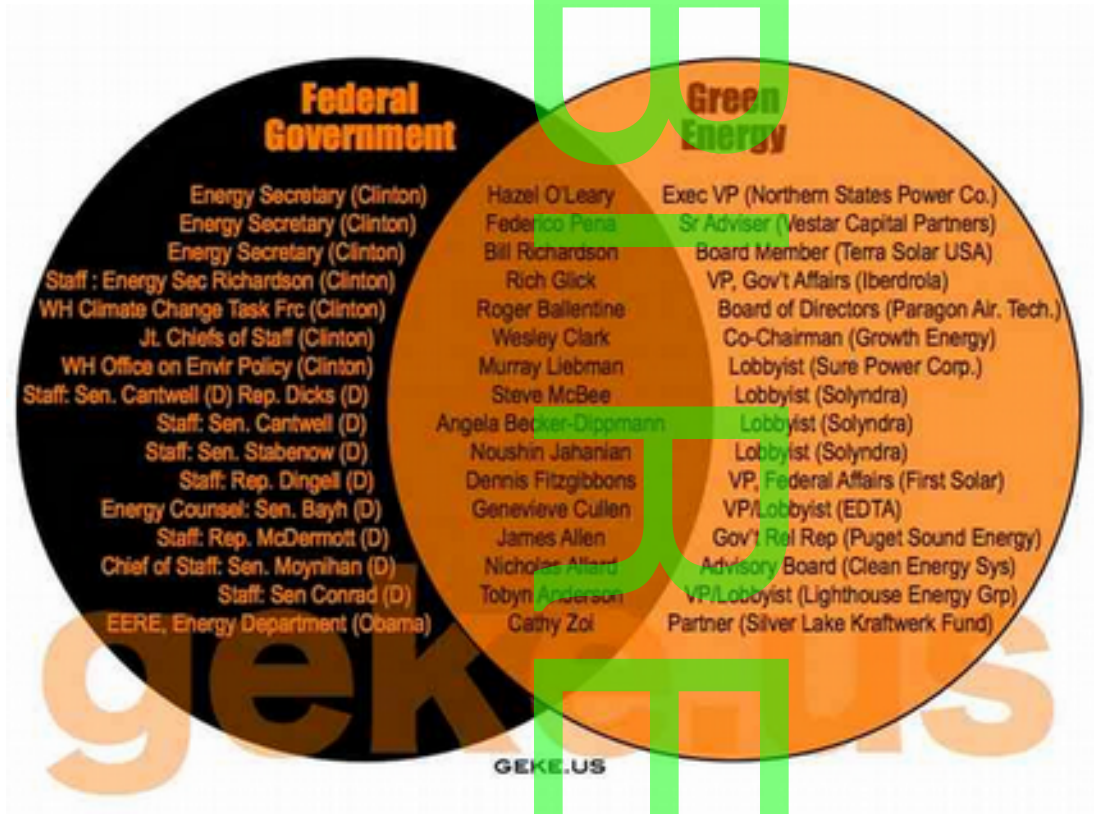 Federal Government
Green Energy
Energy Secretary (Clinton) Hazel O'Leary Exec VP (Northern States Power Co.)
Energy Secretary (Clinton) Federico Pena Sr Adviser (Vestar Capital Partners)
Energy Secretary (Clinton) Bill Richardson Board Member (Terra Solar USA)
Staff : Energy Sec Richardson (Clinton) Rich Glick VP, Gov't Affairs (Iberdrola)
WH Climate Change Task Frc (Clinton) Roger Ballentine Board of Directors (Paragon Air. Tech.)
Jt. Chiefs of Staff (Clinton) Wesley Clark Co-Chairman (Growth Energy)
WH Office on Envir Policy (Clinton) Murray Liebman Lobbyist (Sure Power Corp.)
Staff: Sen. Cantwell (D) Rep. Dicks (D) Steve McBee Lobbyist (Solyndra)
Staff: Sen. Cantwell (D) Angela Becker-Dippmann Lobbyist (Solyndra)
Staff: Sen. Stabenow (D) Noushin Jahanian Lobbyist (Solyndra)
Staff: Rep. Dingell (D) Dennis Fitzgibbons VP, Federal Affairs (First Solar)
Energy Counsel: Sen. Bayh (D) Genevieve Cullen VP/Lobbyist (EDTA)
Staff: Rep. McDermott (D) James Allen Gov't Rel Rep (Puget Sound Energy)
Chief of Staff: Sen. Moynihan (D) Nicholas Allard Advisory Board (Clean Energy Sys)
Staff: Sen Conrad (D) Tobyn Anderson VP/Lobbyist (Lighthouse Energy Grp)
EERE, Energy Department (Obama) Cathy Zoi Partner (Silver Lake Kraftwerk Fund)
geke.us
GEKE.US